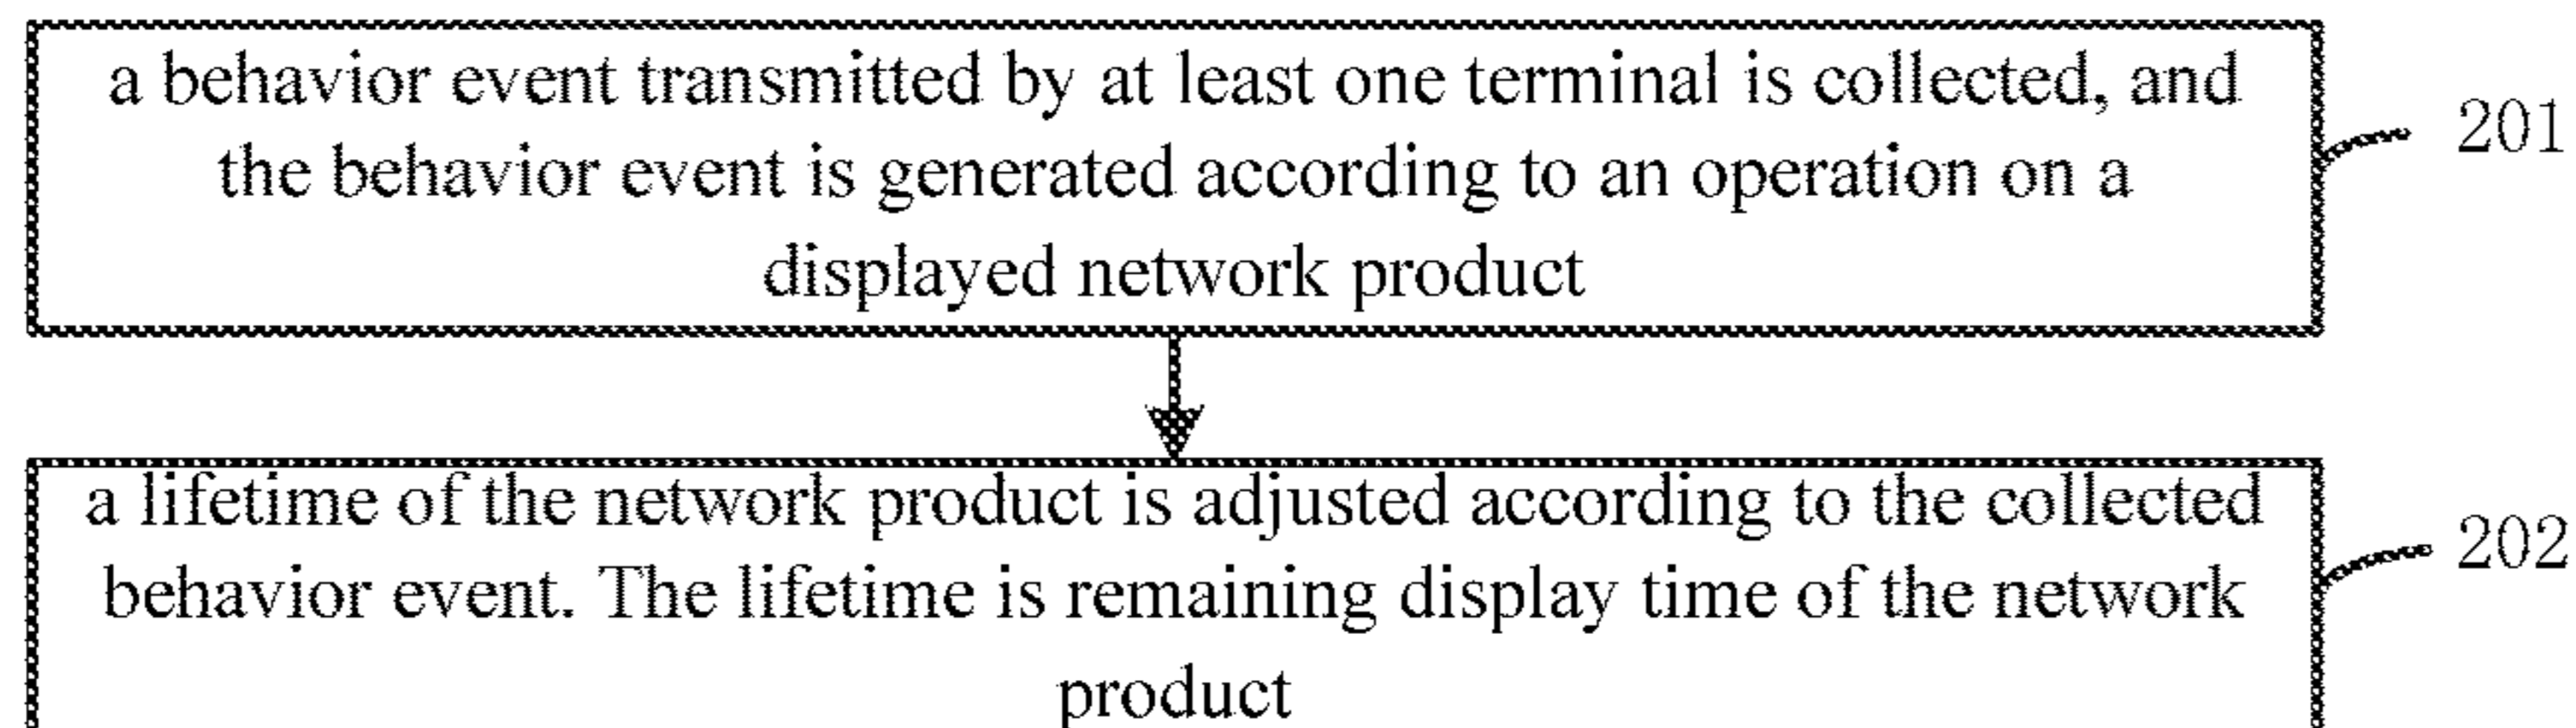 a behavior event transmitted by at least one terminal is collected, and
the behavior event is generated according to an operation on a
displayed network product
201
a lifetime of the network product is adjusted according to the collected
behavior event. The lifetime is remaining display time of the network
product
202